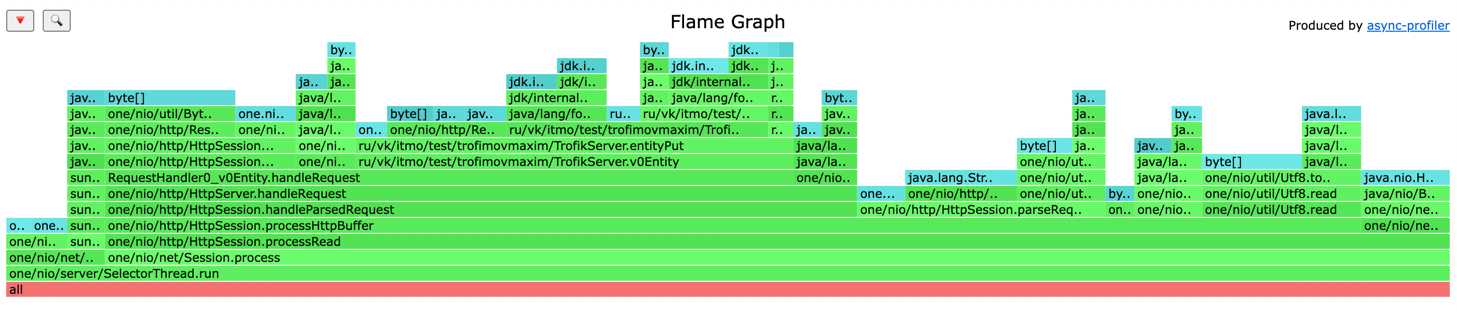 Flame Graph
Produced by async-profiler
by.. by.. jdk..
ja.. jdk.i.. ja.. jdk.in.. jdk.. j..
ja.. ja.. jdk.i.. jdk/i.. ja.. jdk/internal.. j..
jav.. byte[] java/l.. jdk/internal.. ja.. java/lang/fo.. r.. byt.. ja..
jav.. one/nio/util/Byt.. one.ni.. java/l.. byte[] ja.. jav.. java/lang/fo.. ru.. ru/vk/itmo/test/.. r.. jav.. ja.. by.. java.l..
jav.. one/nio/http/Res.. one/ni.. java/l.. on.. one/nio/http/Re.. ru/vk/itmo/test/trofimovmaxim/Trofi.. r.. ja.. jav.. ja.. ja.. java/l..
jav.. one/nio/http/HttpSession... one/ni.. ru/vk/itmo/test/trofimovmaxim/TrofikServer.entityPut java/la.. byte[] ja.. jav.. ja.. java/l..
jav.. one/nio/http/HttpSession... one/ni.. ru/vk/itmo/test/trofimovmaxim/TrofikServer.v0Entity java/la.. one/nio/ut.. ja.. java/la.. ja.. byte[] java/l..
sun.. RequestHandler0_v0Entity.handleRequest one/nio.. java.lang.Str.. one/nio/ut.. ja.. java/la.. ja.. one/nio/util/Utf8.to.. java/l.. java.nio.H..
sun.. one/nio/http/HttpServer.handleRequest one... one/nio/http/.. one/nio/ut.. by.. one/nio.. one/nio/util/Utf8.read java/nio/B..
sun.. one/nio/http/HttpSession.handleParsedRequest one/nio/http/HttpSession.parseReq.. on.. one/nio.. one/nio/util/Utf8.read one/nio/ne..
o.. one.. sun.. one/nio/http/HttpSession.processHttpBuffer one/nio/ne..
one/ni.. sun.. one/nio/http/HttpSession.processRead
one/nio/net/.. one/nio/net/Session.process
one/nio/server/SelectorThread.run
all